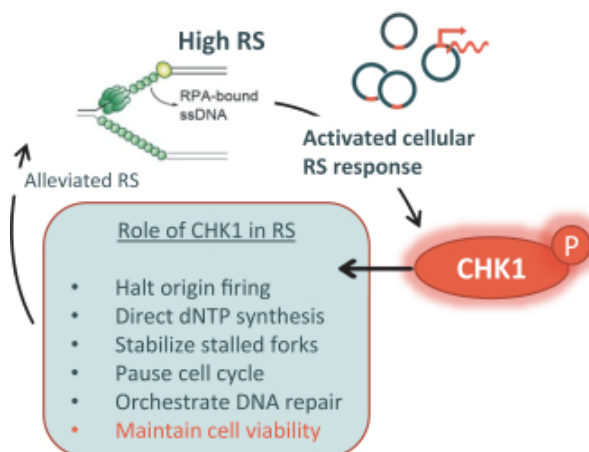 High RS
RPA-bound
ssDNA
Activated cellular
RS response
Alleviated RS
Role of CHK1 in RS
• Halt origin firing
• Direct dNTP synthesis
• Stabilize stalled forks
• Pause cell cycle
• Orchestrate DNA repair
• Maintain cell viability
CHK1
P